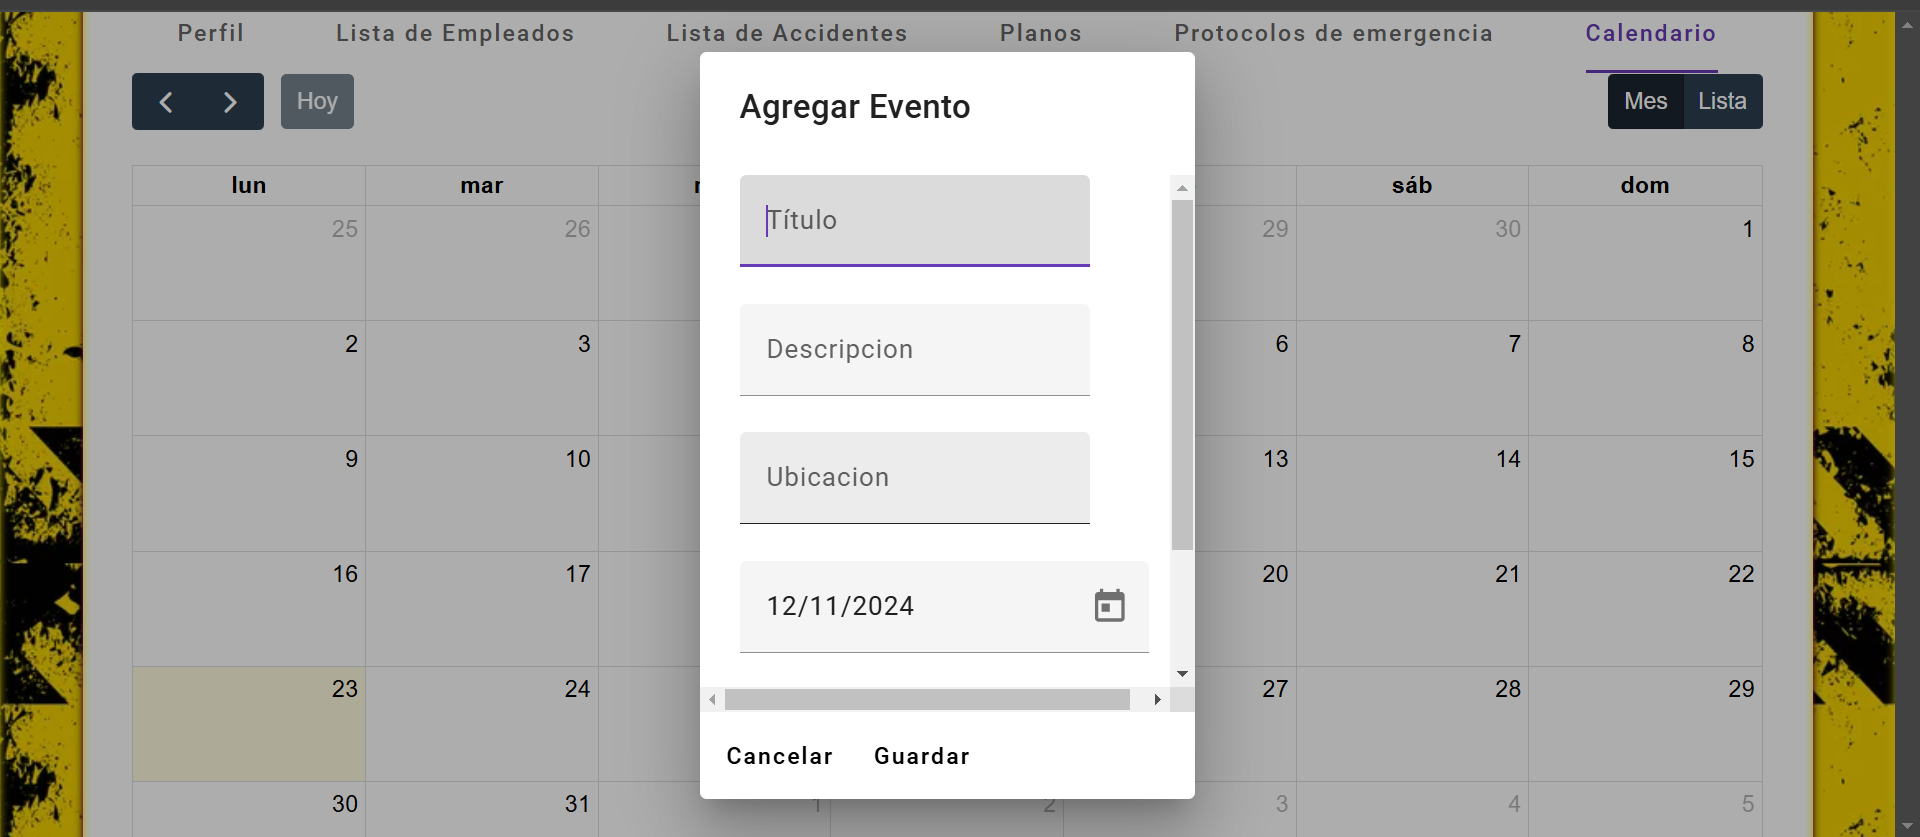 Perfil Lista de Empleados Lista de Accidentes Planos Protocolos de emergencia Calendario
Hoy Mes Lista
Agregar Evento
Título
Descripcion
Ubicacion
12/11/2024
Cancelar Guardar
lun mar sáb dom
25 26 29 30 1
2 3 6 7 8
9 10 13 14 15
16 17 20 21 22
23 24 27 28 29
30 31 1 2 3 4 5